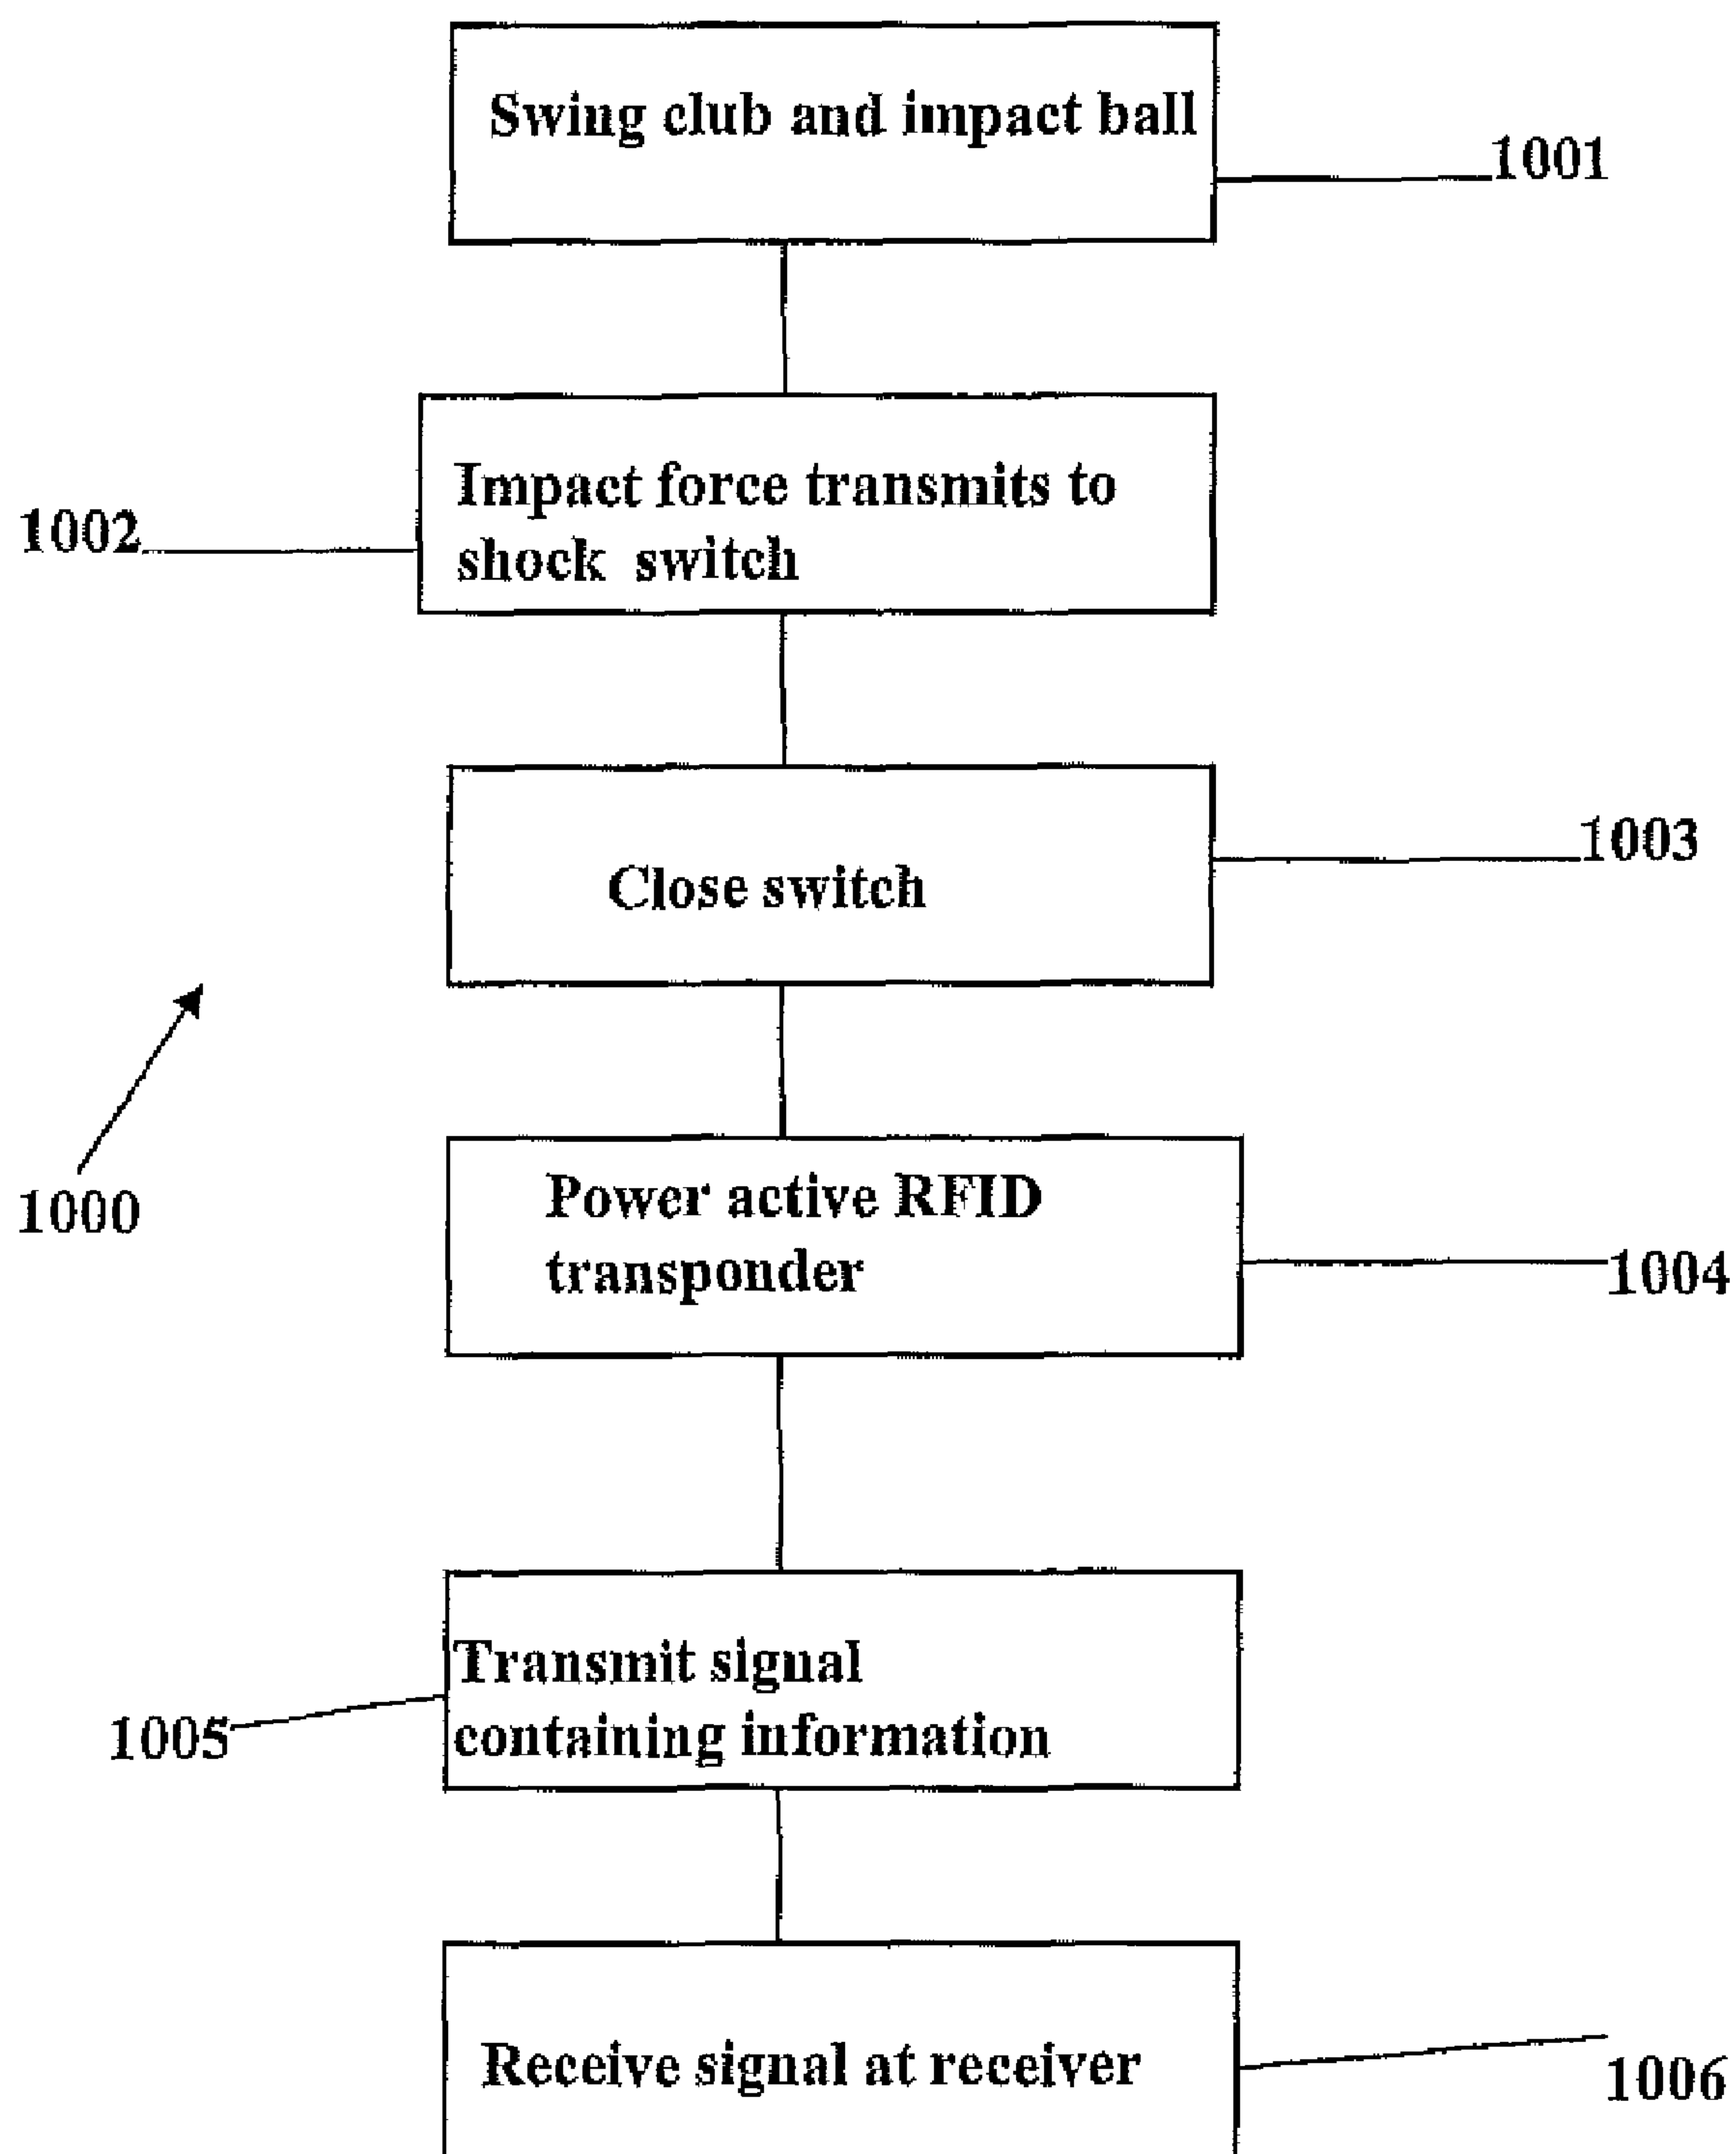 Swing club and impact ball
1001
Impact force transmits to
shock switch
1002
Close switch
1003
1000
Power active RFID
transponder
1004
Transmit signal
containing information
1005
Receive signal at receiver
1006